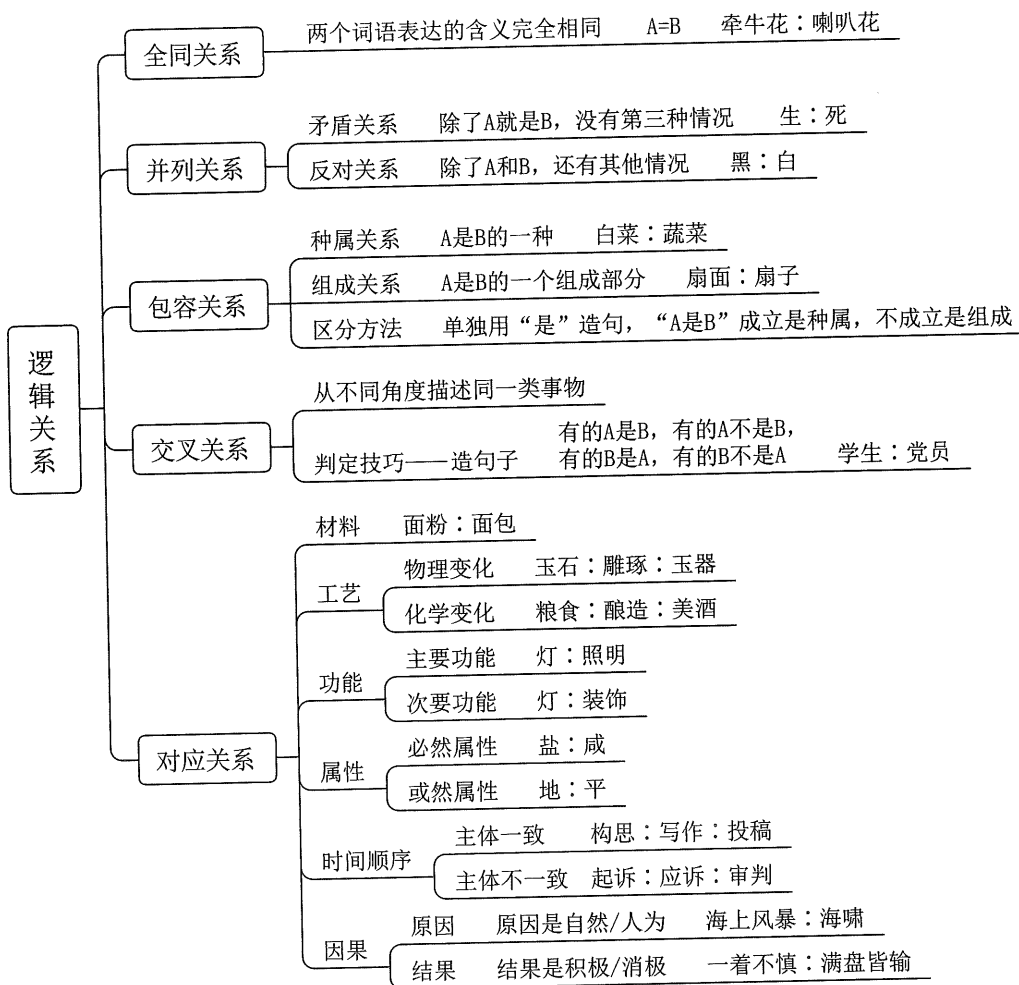 逻辑关系
全同关系
两个词语表达的含义完全相同 A=B 牵牛花：喇叭花
并列关系
矛盾关系 除了A就是B，没有第三种情况 生：死
反对关系 除了A和B，还有其他情况 黑：白
包容关系
种属关系 A是B的一种 白菜：蔬菜
组成关系 A是B的一个组成部分 扇面：扇子
区分方法 单独用“是”造句，“A是B”成立是种属，不成立是组成
交叉关系
从不同角度描述同一类事物
判定技巧——造句子
有的A是B，有的A不是B，
有的B是A，有的B不是A 学生：党员
对应关系
材料 面粉：面包
工艺
物理变化 玉石：雕琢：玉器
化学变化 粮食：酿造：美酒
功能
主要功能 灯：照明
次要功能 灯：装饰
属性
必然属性 盐：咸
或然属性 地：平
时间顺序
主体一致 构思：写作：投稿
主体不一致 起诉：应诉：审判
因果
原因 原因是自然/人为 海上风暴：海啸
结果 结果是积极/消极 一着不慎：满盘皆输